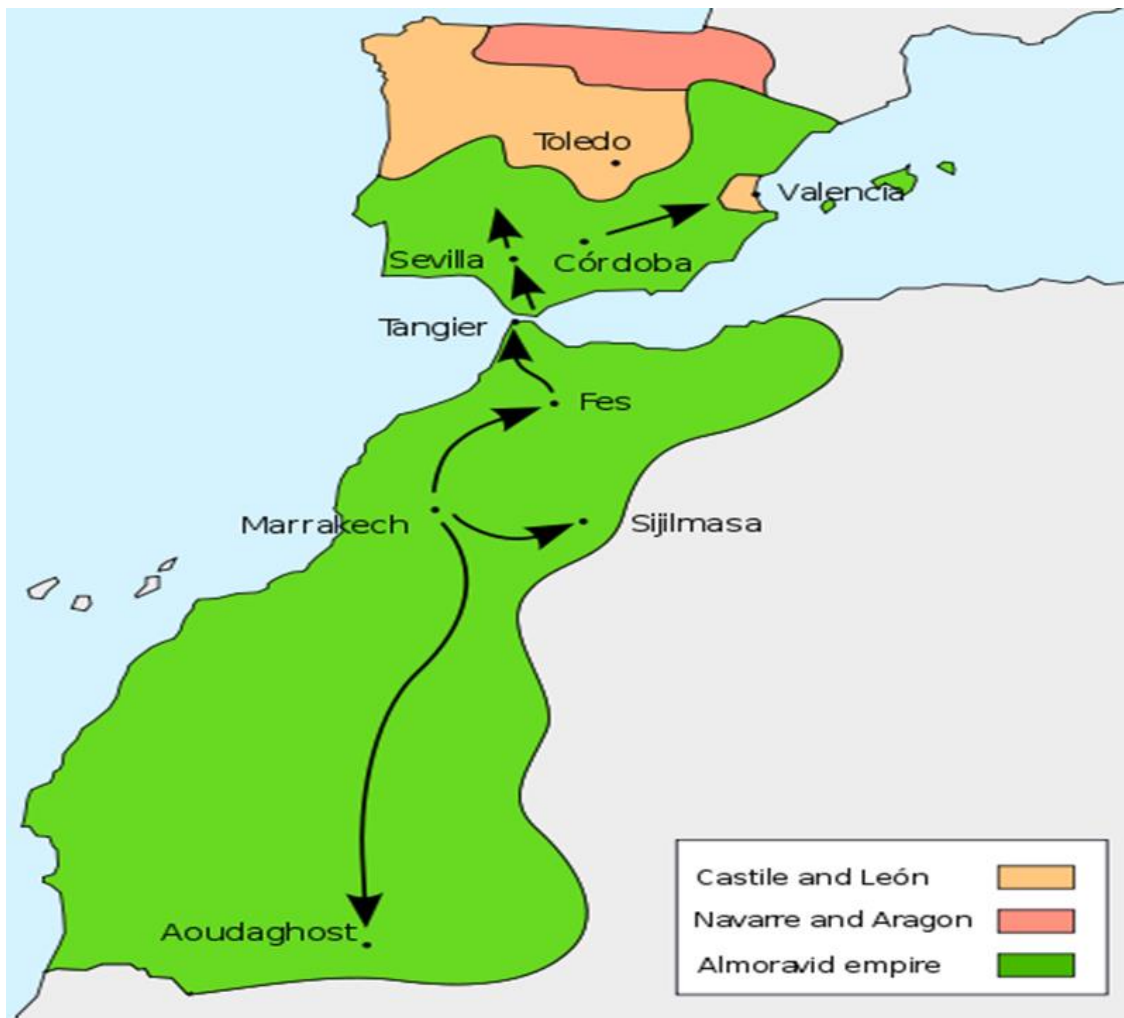 Toledo
Valencia
Sevilla
Córdoba
Tangier
Fes
Marrakech
Sijilmasa
Aoudaghost
Castile and León
Navarre and Aragon
Almoravid empire